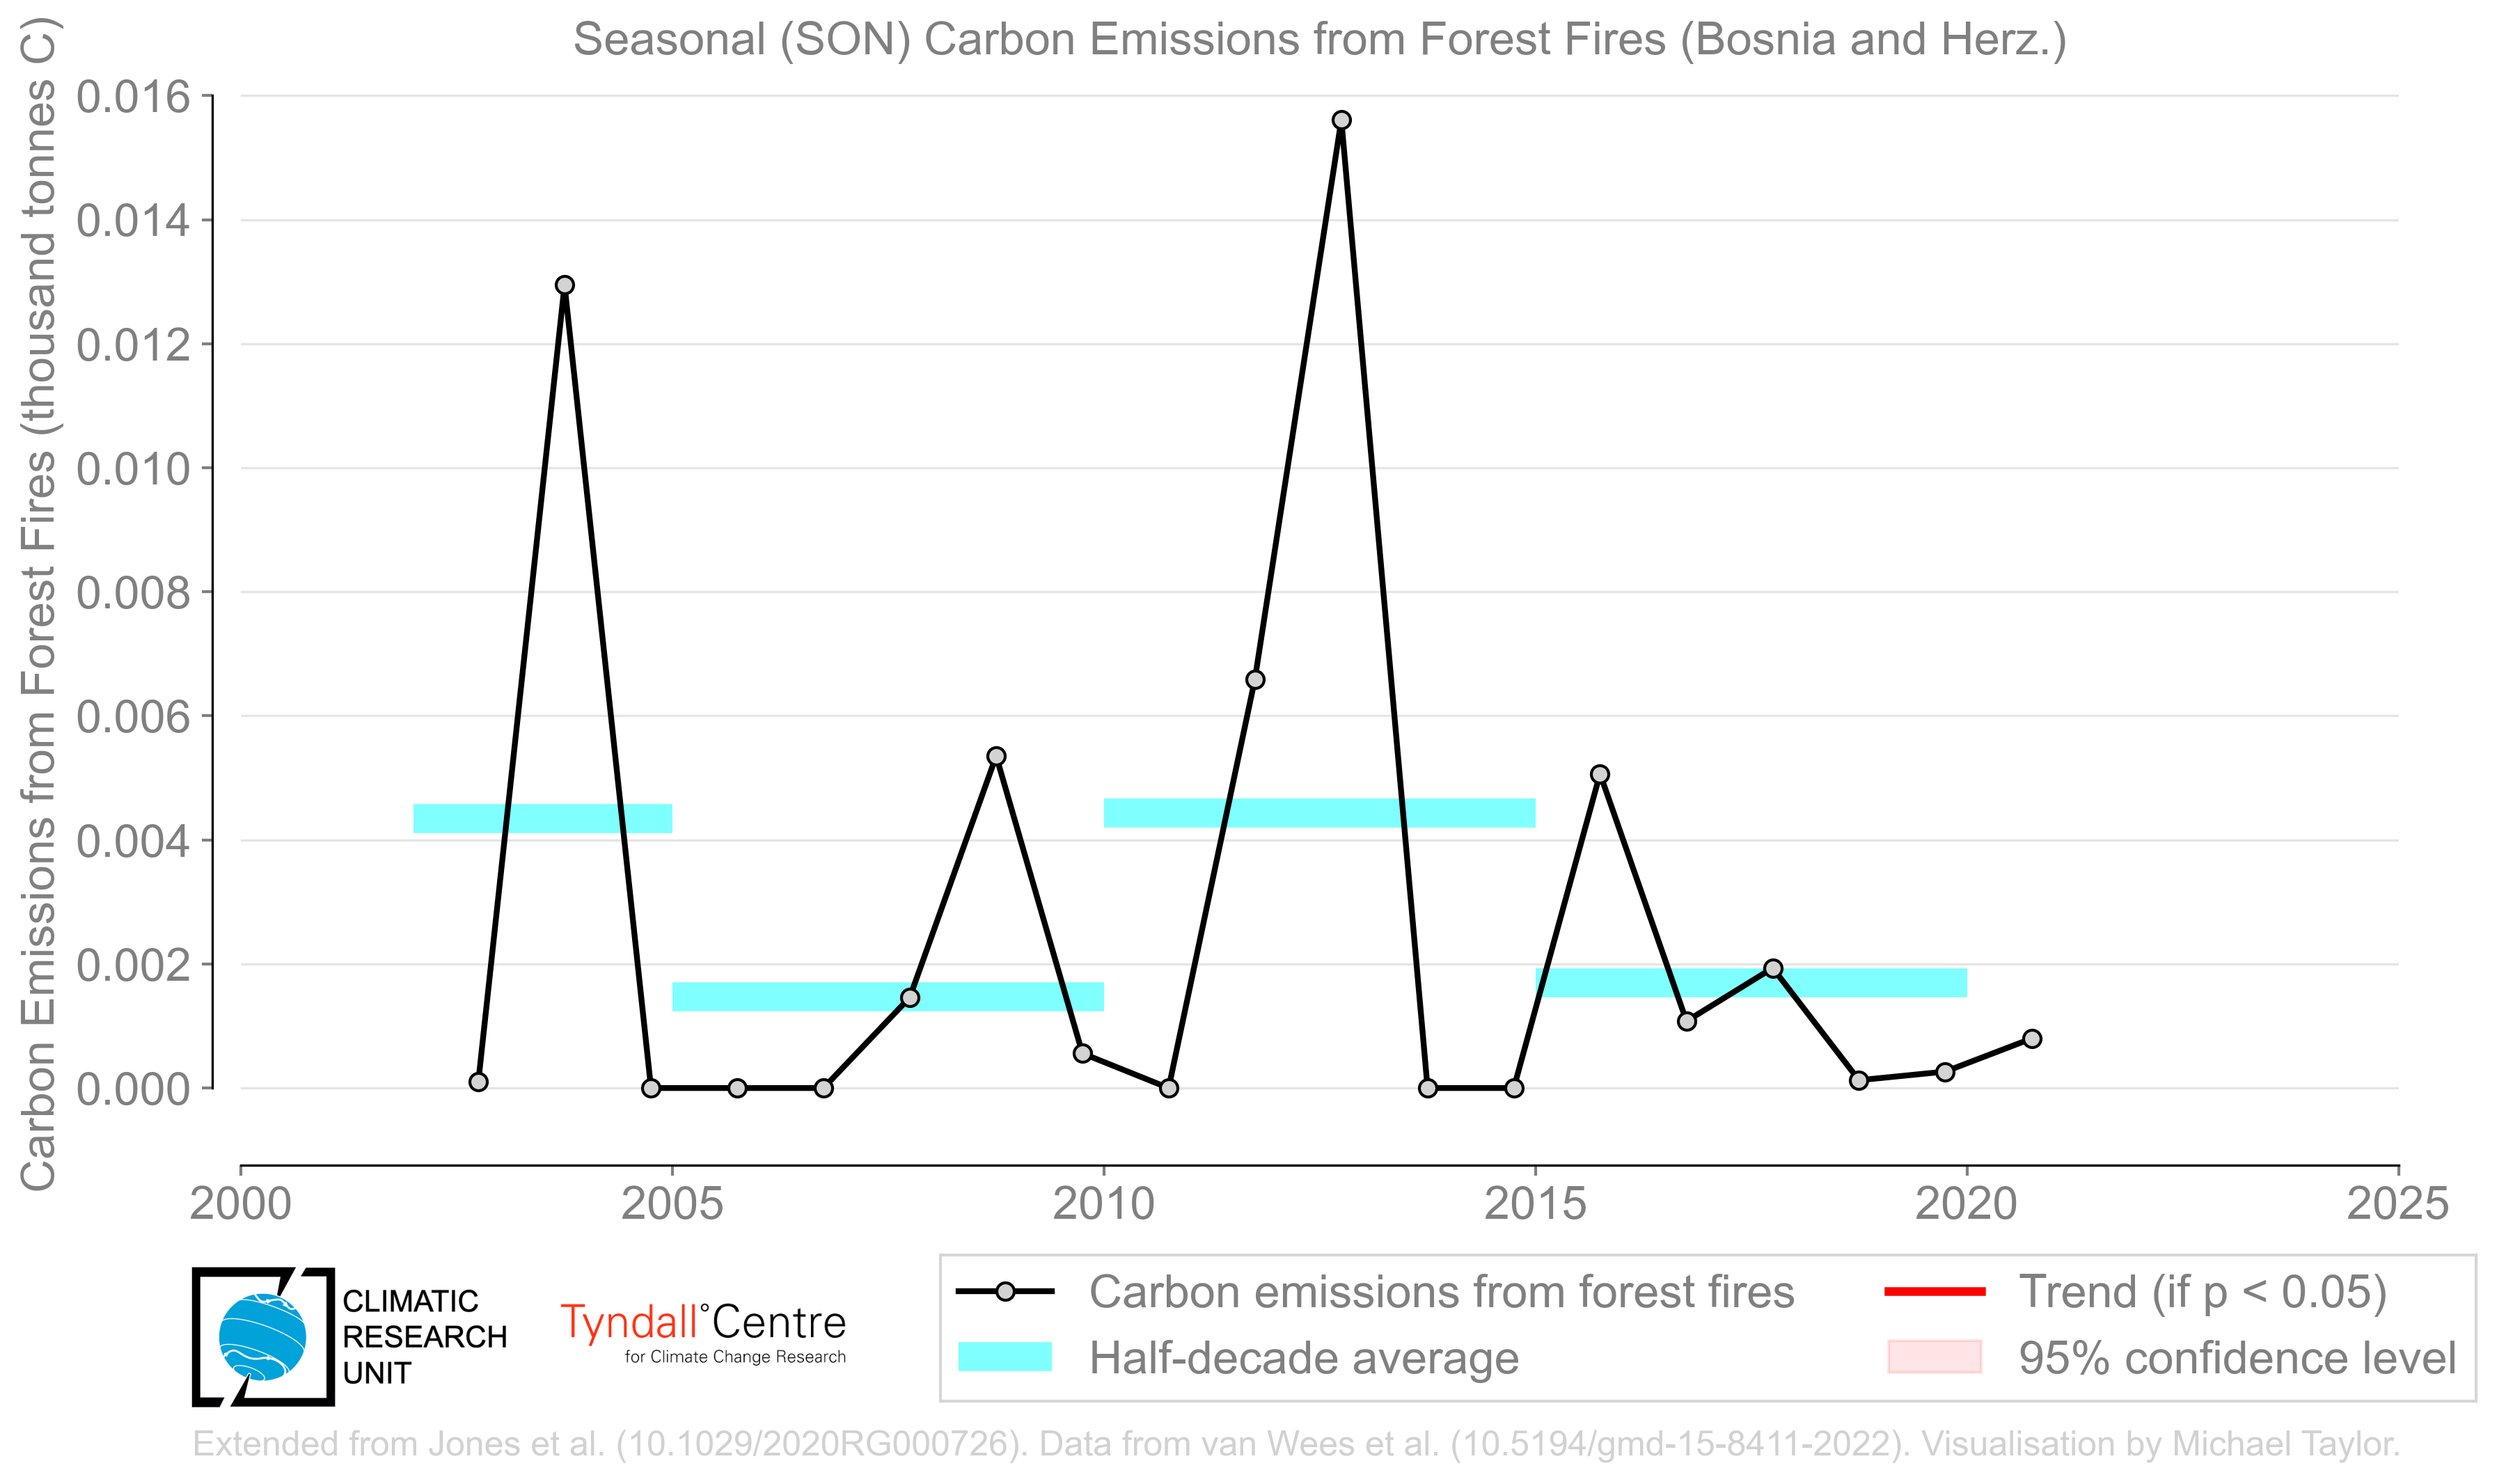 Seasonal (SON) Carbon Emissions from Forest Fires (Bosnia and Herz.)
Carbon Emissions from Forest Fires (thousand tonnes C)
0.016
0.014
0.012
0.010
0.008
0.006
0.004
0.002
0.000
2000 2005 2010 2015 2020 2025
Carbon emissions from forest fires
Half-decade average
Trend (if p < 0.05)
95% confidence level
CLIMATIC
RESEARCH
UNIT
Tyndall°Centre
for Climate Change Research
Extended from Jones et al. (10.1029/2020RG000726). Data from van Wees et al. (10.5194/gmd-15-8411-2022). Visualisation by Michael Taylor.